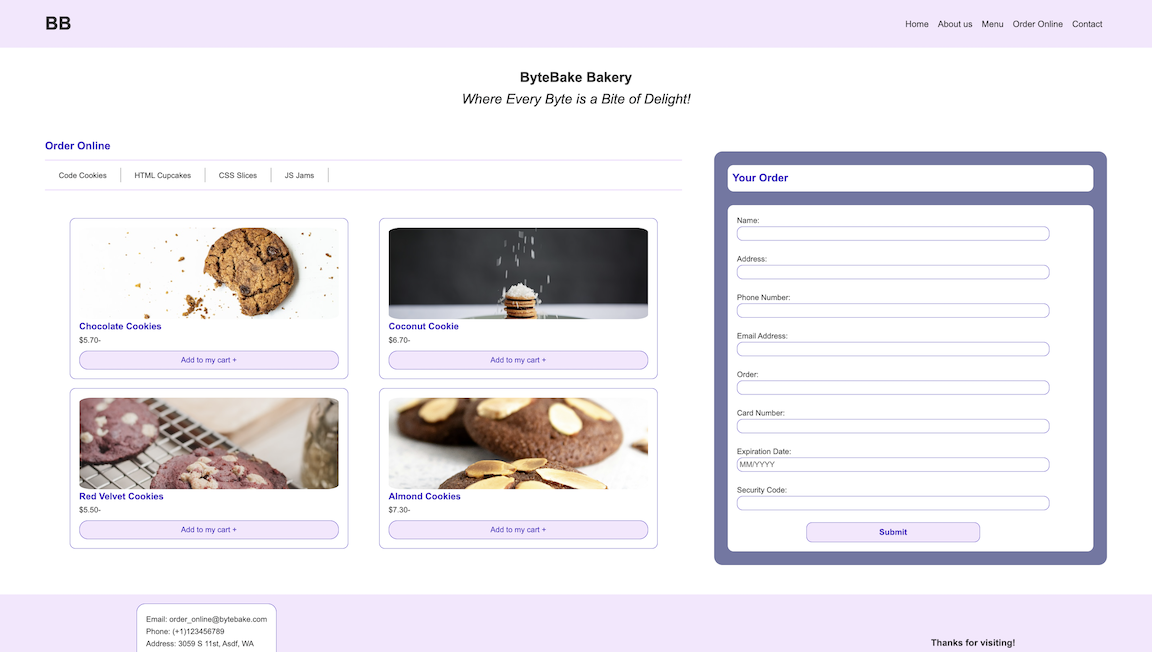 BB
Home About us Menu Order Online Contact
ByteBake Bakery
Where Every Byte is a Bite of Delight!
Order Online
Code Cookies HTML Cupcakes CSS Slices JS Jams
Chocolate Cookies
$5.70-
Add to my cart +
Coconut Cookie
$6.70-
Add to my cart +
Red Velvet Cookies
$5.50-
Add to my cart +
Almond Cookies
$7.30-
Add to my cart +
Your Order
Name:
Address:
Phone Number:
Email Address:
Order:
Card Number:
Expiration Date:
MM/YYYY
Security Code:
Submit
Email: order_online@bytebake.com
Phone: (+1)123456789
Address: 3059 S 11st, Asdf, WA
Thanks for visiting!